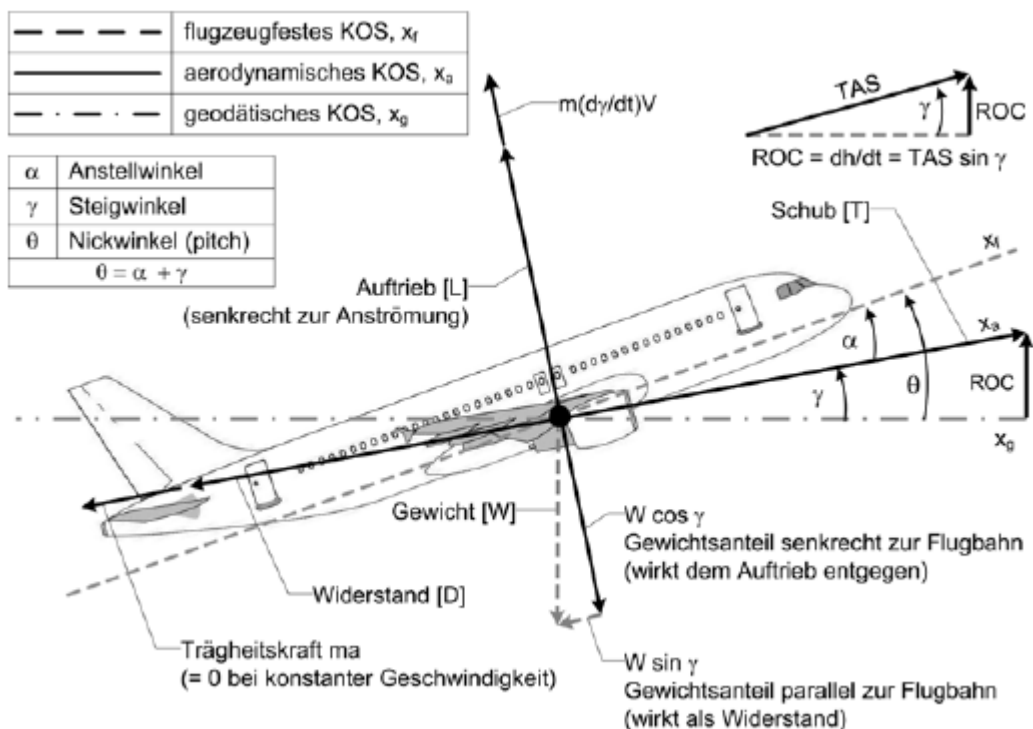 flugzeugfestes KOS, x_f
aerodynamisches KOS, x_a
geodätisches KOS, x_g
α Anstellwinkel
γ Steigwinkel
θ Nickwinkel (pitch)
θ = α + γ
m(dγ/dt)V
TAS
γ
ROC
ROC = dh/dt = TAS sin γ
Schub [T]
x_f
Auftrieb [L]
(senkrecht zur Anströmung)
x_a
α
γ
θ
ROC
x_g
Gewicht [W]
W cos γ
Gewichtsanteil senkrecht zur Flugbahn
(wirkt dem Auftrieb entgegen)
Widerstand [D]
Trägheitskraft ma
(= 0 bei konstanter Geschwindigkeit)
W sin γ
Gewichtsanteil parallel zur Flugbahn
(wirkt als Widerstand)